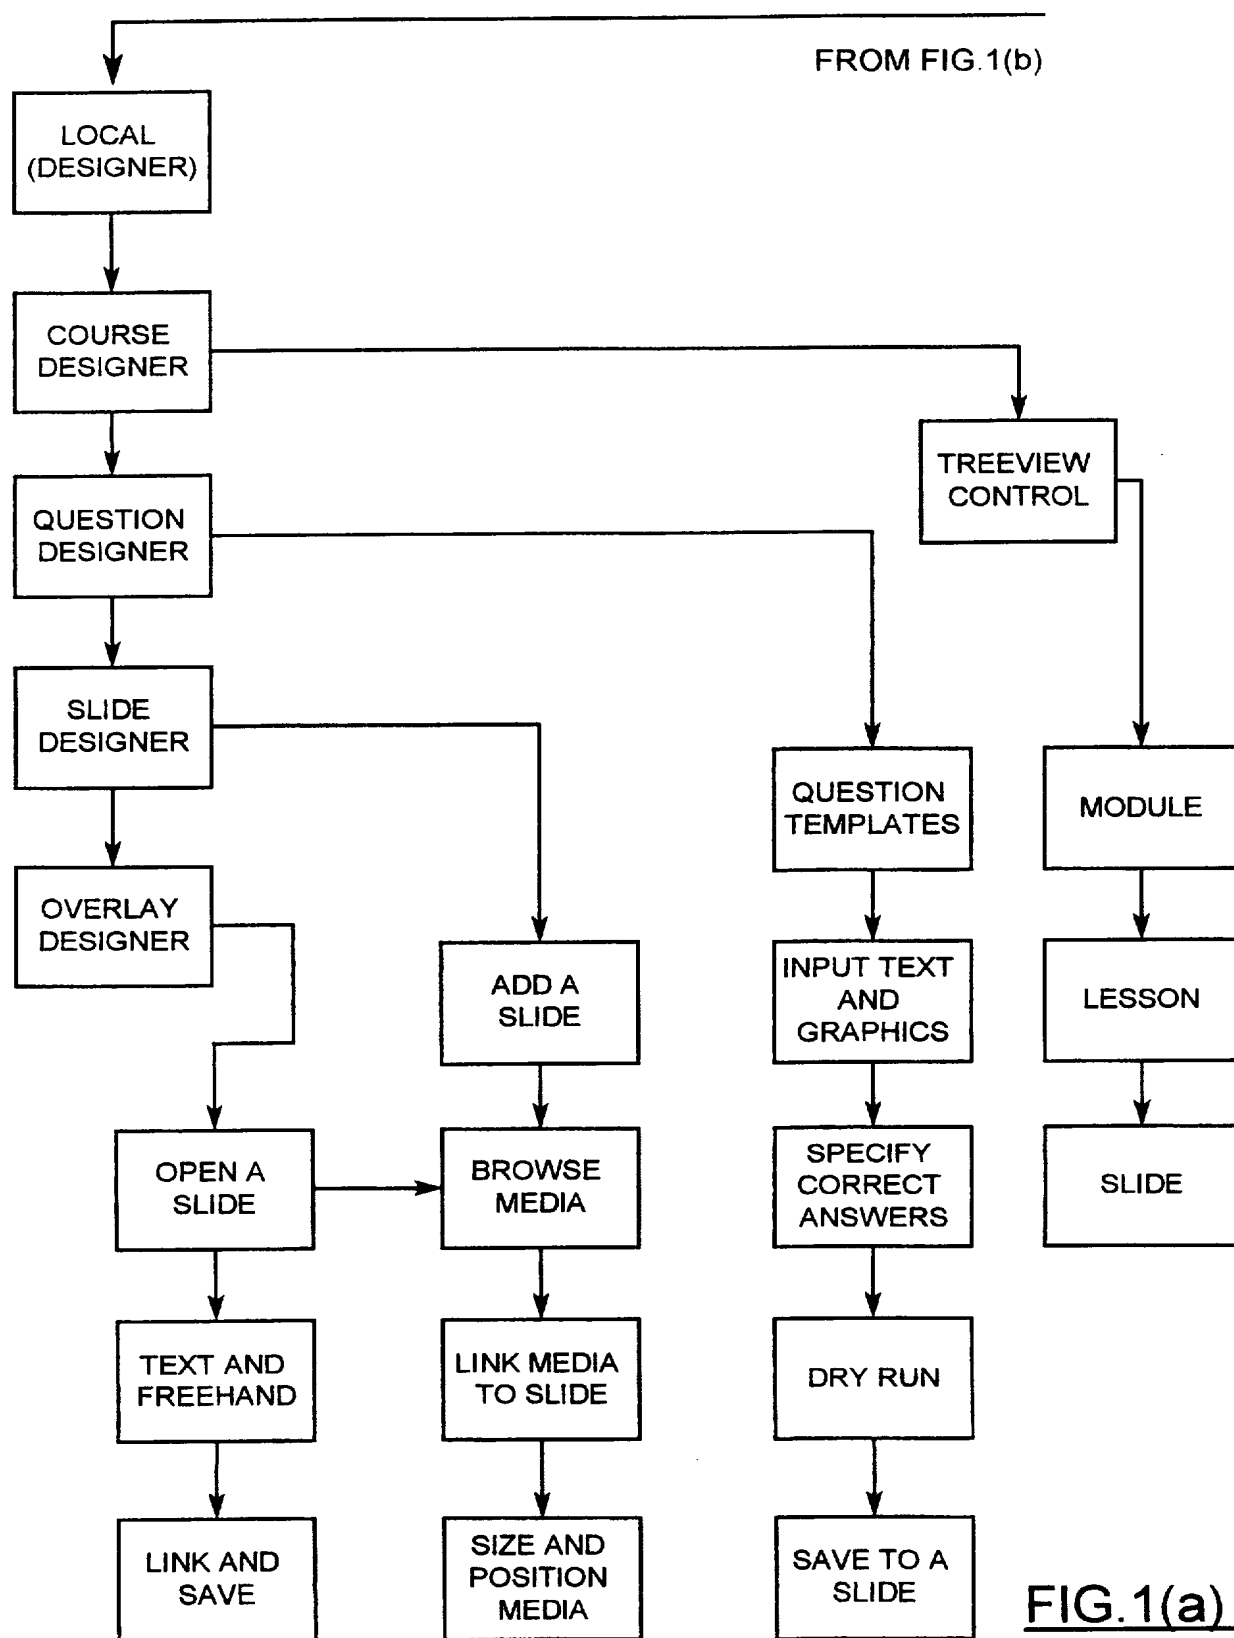 FROM FIG.1(b)
LOCAL
(DESIGNER)
COURSE
DESIGNER
TREEVIEW
CONTROL
QUESTION
DESIGNER
SLIDE
DESIGNER
QUESTION
TEMPLATES
MODULE
OVERLAY
DESIGNER
ADD A
SLIDE
INPUT TEXT
AND
GRAPHICS
LESSON
OPEN A
SLIDE
BROWSE
MEDIA
SPECIFY
CORRECT
ANSWERS
SLIDE
TEXT AND
FREEHAND
LINK MEDIA
TO SLIDE
DRY RUN
LINK AND
SAVE
SIZE AND
POSITION
MEDIA
SAVE TO A
SLIDE
FIG.1(a)